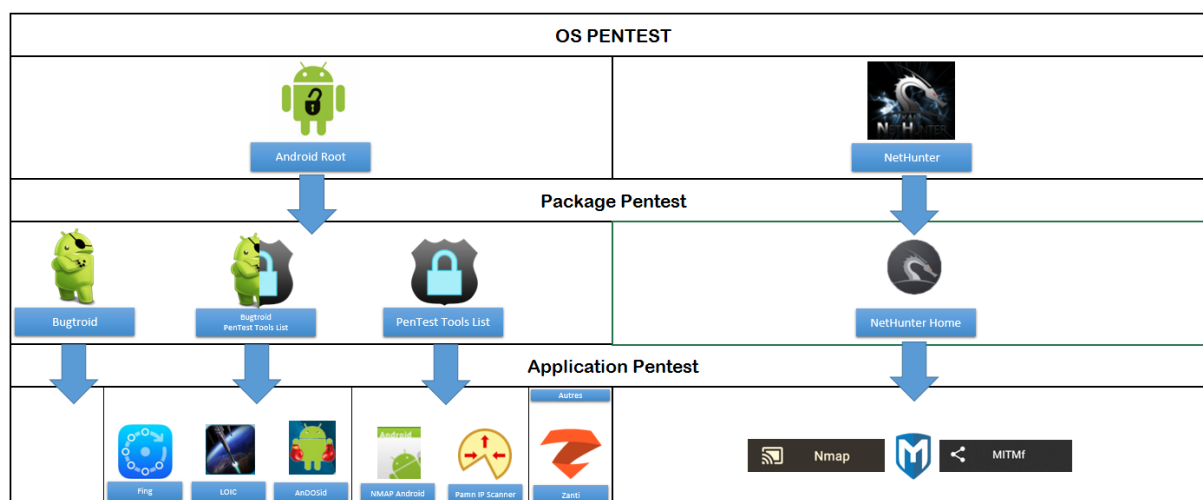 OS PENTEST
NETHUNTER
Android Root
NetHunter
Package Pentest
Bugtroid
Bugtroid
PenTest Tools List
PenTest Tools List
NetHunter Home
Application Pentest
Autres
Android
Nmap
MITMf
Fing
LOIC
AnDOSid
NMAP Android
Pamn IP Scanner
Zanti